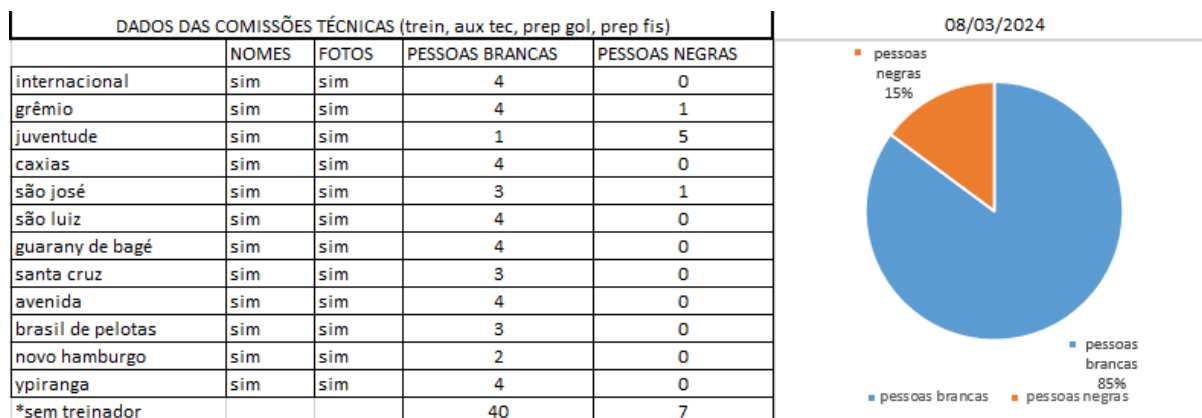 DADOS DAS COMISSÕES TÉCNICAS (trein, aux tec, prep gol, prep fis)
NOMES FOTOS PESSOAS BRANCAS PESSOAS NEGRAS
internacional sim sim 4 0
grêmio sim sim 4 1
juventude sim sim 1 5
caxias sim sim 4 0
são josé sim sim 3 1
são luiz sim sim 4 0
guarany de bagé sim sim 4 0
santa cruz sim sim 3 0
avenida sim sim 4 0
brasil de pelotas sim sim 3 0
novo hamburgo sim sim 2 0
ypiranga sim sim 4 0
*sem treinador 40 7
08/03/2024
pessoas
negras
15%
pessoas
brancas
85%
pessoas brancas pessoas negras